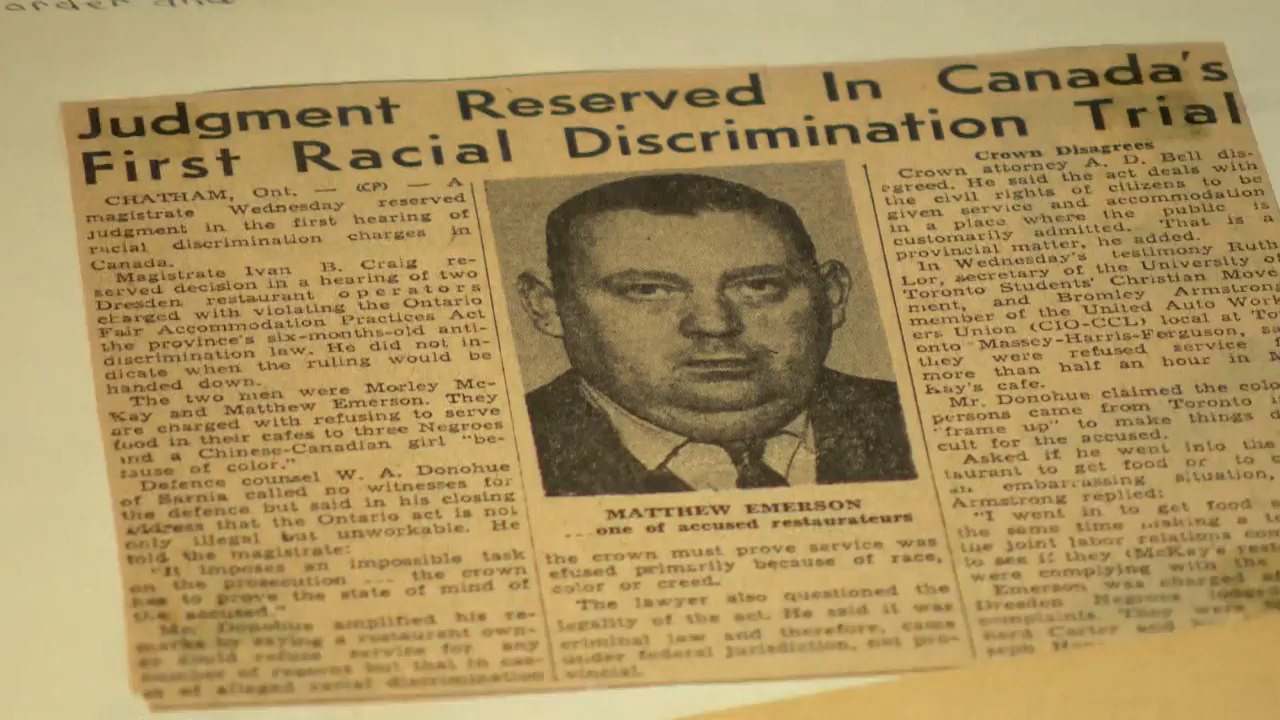 order and
Judgment Reserved In Canada's
First Racial Discrimination Trial
CHATHAM, Ont. — (CP) — A
magistrate Wednesday reserved
judgment in the first hearing of
racial discrimination charges in
Canada.
Magistrate Ivan B. Craig re-
served decision in a hearing of two
Dresden restaurant operators
charged with violating the Ontario
Fair Accommodation Practices Act
the province's six-months-old anti-
discrimination law. He did not in-
dicate when the ruling would be
handed down.
The two men were Morley Mc-
Kay and Matthew Emerson. They
are charged with refusing to serve
food in their cafes to three Negroes
and a Chinese-Canadian girl "be-
cause of color."
Defence counsel W. A. Donohue
of Sarnia called no witnesses for
the defence but said in his closing
address that the Ontario act is not
only illegal but unworkable. He
told the magistrate:
"It imposes an impossible task
on the prosecution ... the crown
has to prove the state of mind of
the accused."
Mr. Donohue amplified his re-
marks by saying a restaurant own-
er could refuse service for any
number of reasons but that in cas-
es of alleged racial discrimination
MATTHEW EMERSON
...one of accused restaurateurs
the crown must prove service was
efused primarily because of race,
color or creed.
The lawyer also questioned the
legality of the act. He said it was
criminal law and therefore, came
under federal jurisdiction, not pro-
vincial.
Crown Disagrees
Crown attorney A. D. Bell dis-
agreed. He said the act deals with
the civil rights of citizens to be
given service and accommodation
in a place where the public is
customarily admitted. That is a
provincial matter, he added.
In Wednesday's testimony Ruth
Lor, secretary of the University of
Toronto Students' Christian Move-
ment, and Bromley Armstrong
member of the United Auto Work-
ers Union (CIO-CCL) local at Tor
onto Massey-Harris-Ferguson, sa
they were refused service f
more than half an hour in M
Kay's cafe.
Mr. Donohue claimed the colo
persons came from Toronto i
"frame up" to make things d
cult for the accused.
Asked if he went into the
taurant to get food or to c
an embarrassing situation,
Armstrong replied:
"I went in to get food a
the same time making a t
the joint labor relations com
to see if they (McKay's rest
were complying with the
Emerson was charged a
Dresden Negroes lodged
complaints. They were
nard Carter and
seph